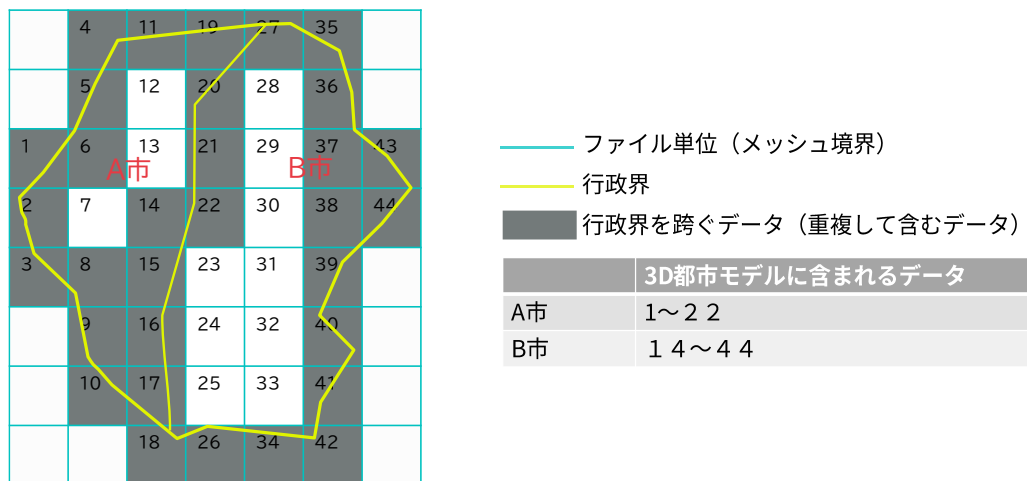 4 11 19 27 35
5 12 20 28 36
1 6 13 21 29 37 43
A市 B市
2 7 14 22 30 38 44
3 8 15 23 31 39
9 16 24 32 40
10 17 25 33 41
18 26 34 42
ファイル単位（メッシュ境界）
行政界
行政界を跨ぐデータ（重複して含むデータ）
3D都市モデルに含まれるデータ
A市 1～２２
B市 １４～４４